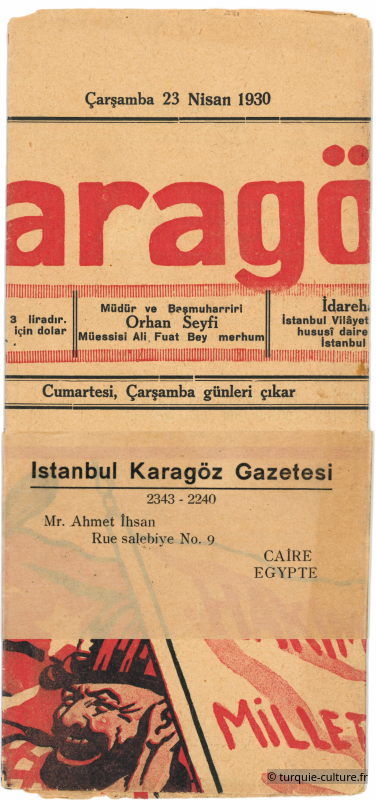 Çarşamba 23 Nisan 1930
aragö
3 liradır.
için dolar
Müdür ve Başmuharriri
Orhan Seyfi
Müessisi Ali Fuat Bey merhum
İdareh
İstanbul Vilâyet
hususî daire
İstanbul
Cumartesi, Çarşamba günleri çıkar
Istanbul Karagöz Gazetesi
2343 - 2240
Mr. Ahmet İhsan
Rue salebiye No. 9
CAİRE
EGYPTE
MİLLET
© turquie-culture.fr